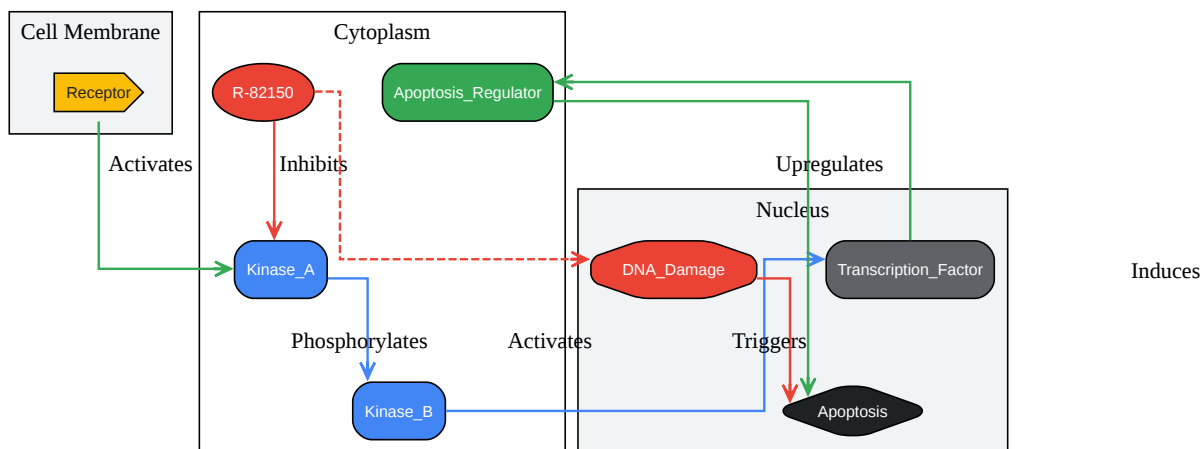 Cell Membrane
Cytoplasm
Receptor
R-82150
Apoptosis_Regulator
Activates
Inhibits
Upregulates
Nucleus
Kinase_A
DNA_Damage
Transcription_Factor
Induces
Phosphorylates
Activates
Triggers
Kinase_B
Apoptosis